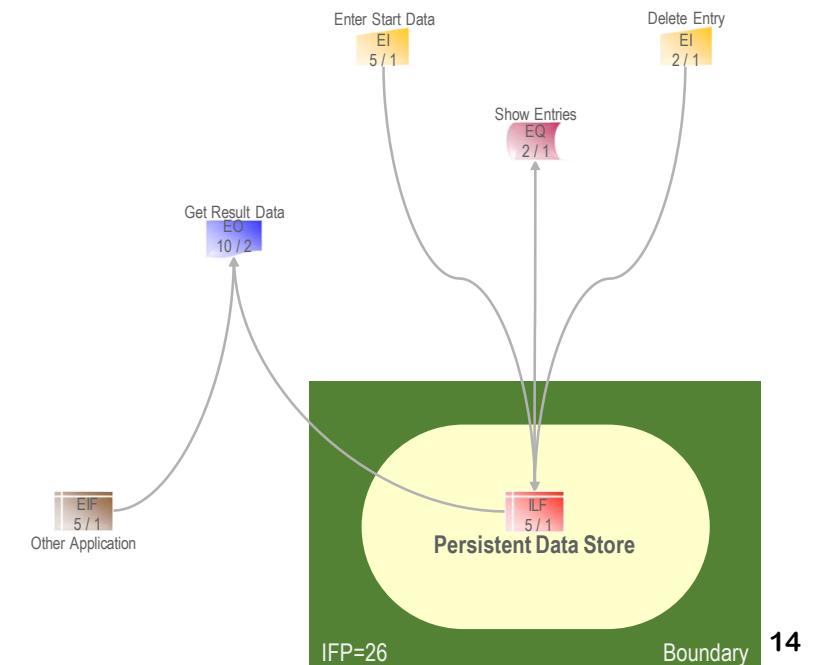 Enter Start Data
EI
5 / 1
Delete Entry
EI
2 / 1
Show Entries
EQ
2 / 1
Get Result Data
EO
10 / 2
EIF
5 / 1
Other Application
ILF
5 / 1
Persistent Data Store
IFP=26
Boundary
14